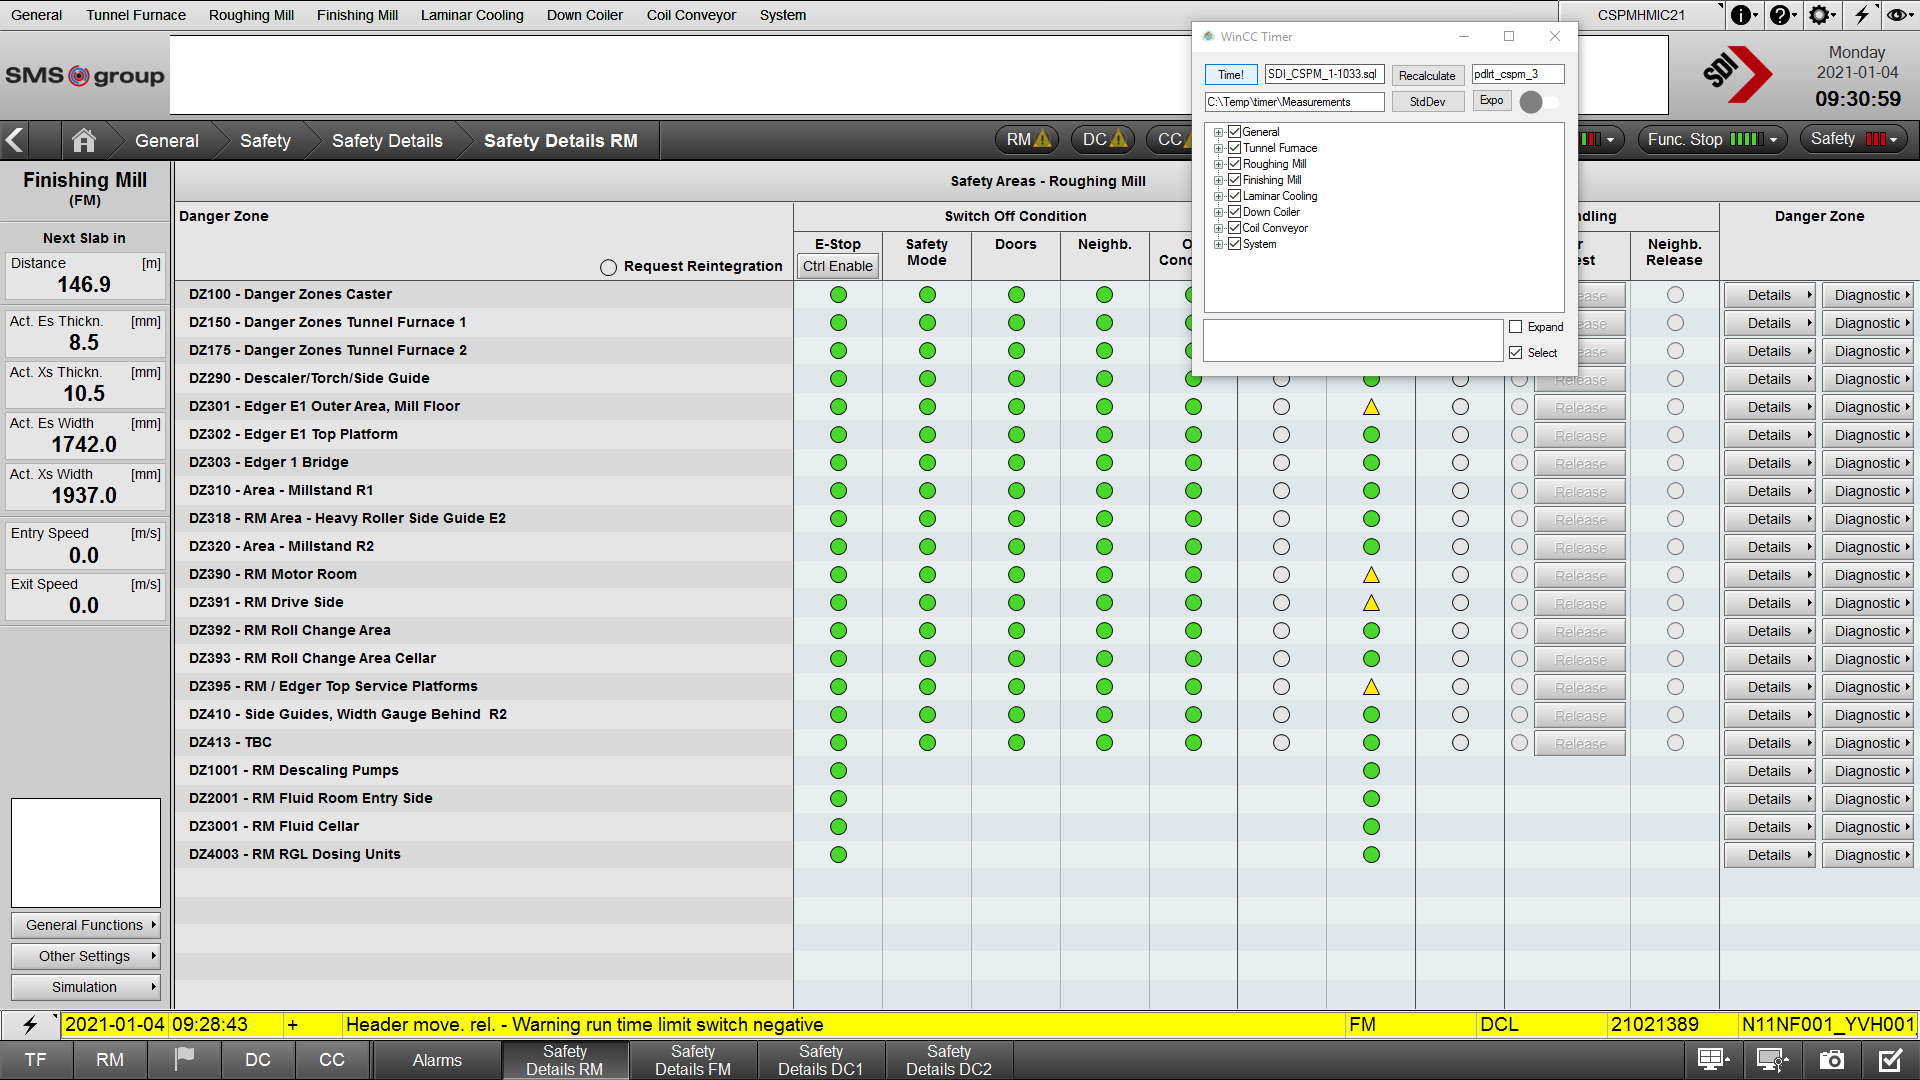 General Tunnel Furnace Roughing Mill Finishing Mill Laminar Cooling Down Coiler Coil Conveyor System CSPMHMIC21
SMS group
SDI
Monday
2021-01-04
09:30:59
WinCC Timer
Time! SDI_CSPM_1-1033.sql Recalculate pdlrt_cspm_3
C:\Temp\timer\Measurements StdDev Expo
General
Tunnel Furnace
Roughing Mill
Finishing Mill
Laminar Cooling
Down Coiler
Coil Conveyor
System
Expand
Select
General Safety Safety Details Safety Details RM RM DC CC Func. Stop Safety
Finishing Mill
(FM)
Next Slab in
Distance [m]
146.9
Act. Es Thickn. [mm]
8.5
Act. Xs Thickn. [mm]
10.5
Act. Es Width [mm]
1742.0
Act. Xs Width [mm]
1937.0
Entry Speed [m/s]
0.0
Exit Speed [m/s]
0.0
General Functions
Other Settings
Simulation
Safety Areas - Roughing Mill
Danger Zone Switch Off Condition Danger Zone
Request Reintegration
E-Stop
Ctrl Enable
Safety
Mode
Doors
Neighb.
Neighb.
Release
DZ100 - Danger Zones Caster Details Diagnostic
DZ150 - Danger Zones Tunnel Furnace 1 Details Diagnostic
DZ175 - Danger Zones Tunnel Furnace 2 Details Diagnostic
DZ290 - Descaler/Torch/Side Guide Release Details Diagnostic
DZ301 - Edger E1 Outer Area, Mill Floor Release Details Diagnostic
DZ302 - Edger E1 Top Platform Release Details Diagnostic
DZ303 - Edger 1 Bridge Release Details Diagnostic
DZ310 - Area - Millstand R1 Release Details Diagnostic
DZ318 - RM Area - Heavy Roller Side Guide E2 Release Details Diagnostic
DZ320 - Area - Millstand R2 Release Details Diagnostic
DZ390 - RM Motor Room Release Details Diagnostic
DZ391 - RM Drive Side Release Details Diagnostic
DZ392 - RM Roll Change Area Release Details Diagnostic
DZ393 - RM Roll Change Area Cellar Release Details Diagnostic
DZ395 - RM / Edger Top Service Platforms Release Details Diagnostic
DZ410 - Side Guides, Width Gauge Behind R2 Release Details Diagnostic
DZ413 - TBC Release Details Diagnostic
DZ1001 - RM Descaling Pumps Details Diagnostic
DZ2001 - RM Fluid Room Entry Side Details Diagnostic
DZ3001 - RM Fluid Cellar Details Diagnostic
DZ4003 - RM RGL Dosing Units Details Diagnostic
2021-01-04 09:28:43 + Header move. rel. - Warning run time limit switch negative FM DCL 21021389 N11NF001_YVH001
TF RM DC CC Alarms
Safety
Details RM
Safety
Details FM
Safety
Details DC1
Safety
Details DC2